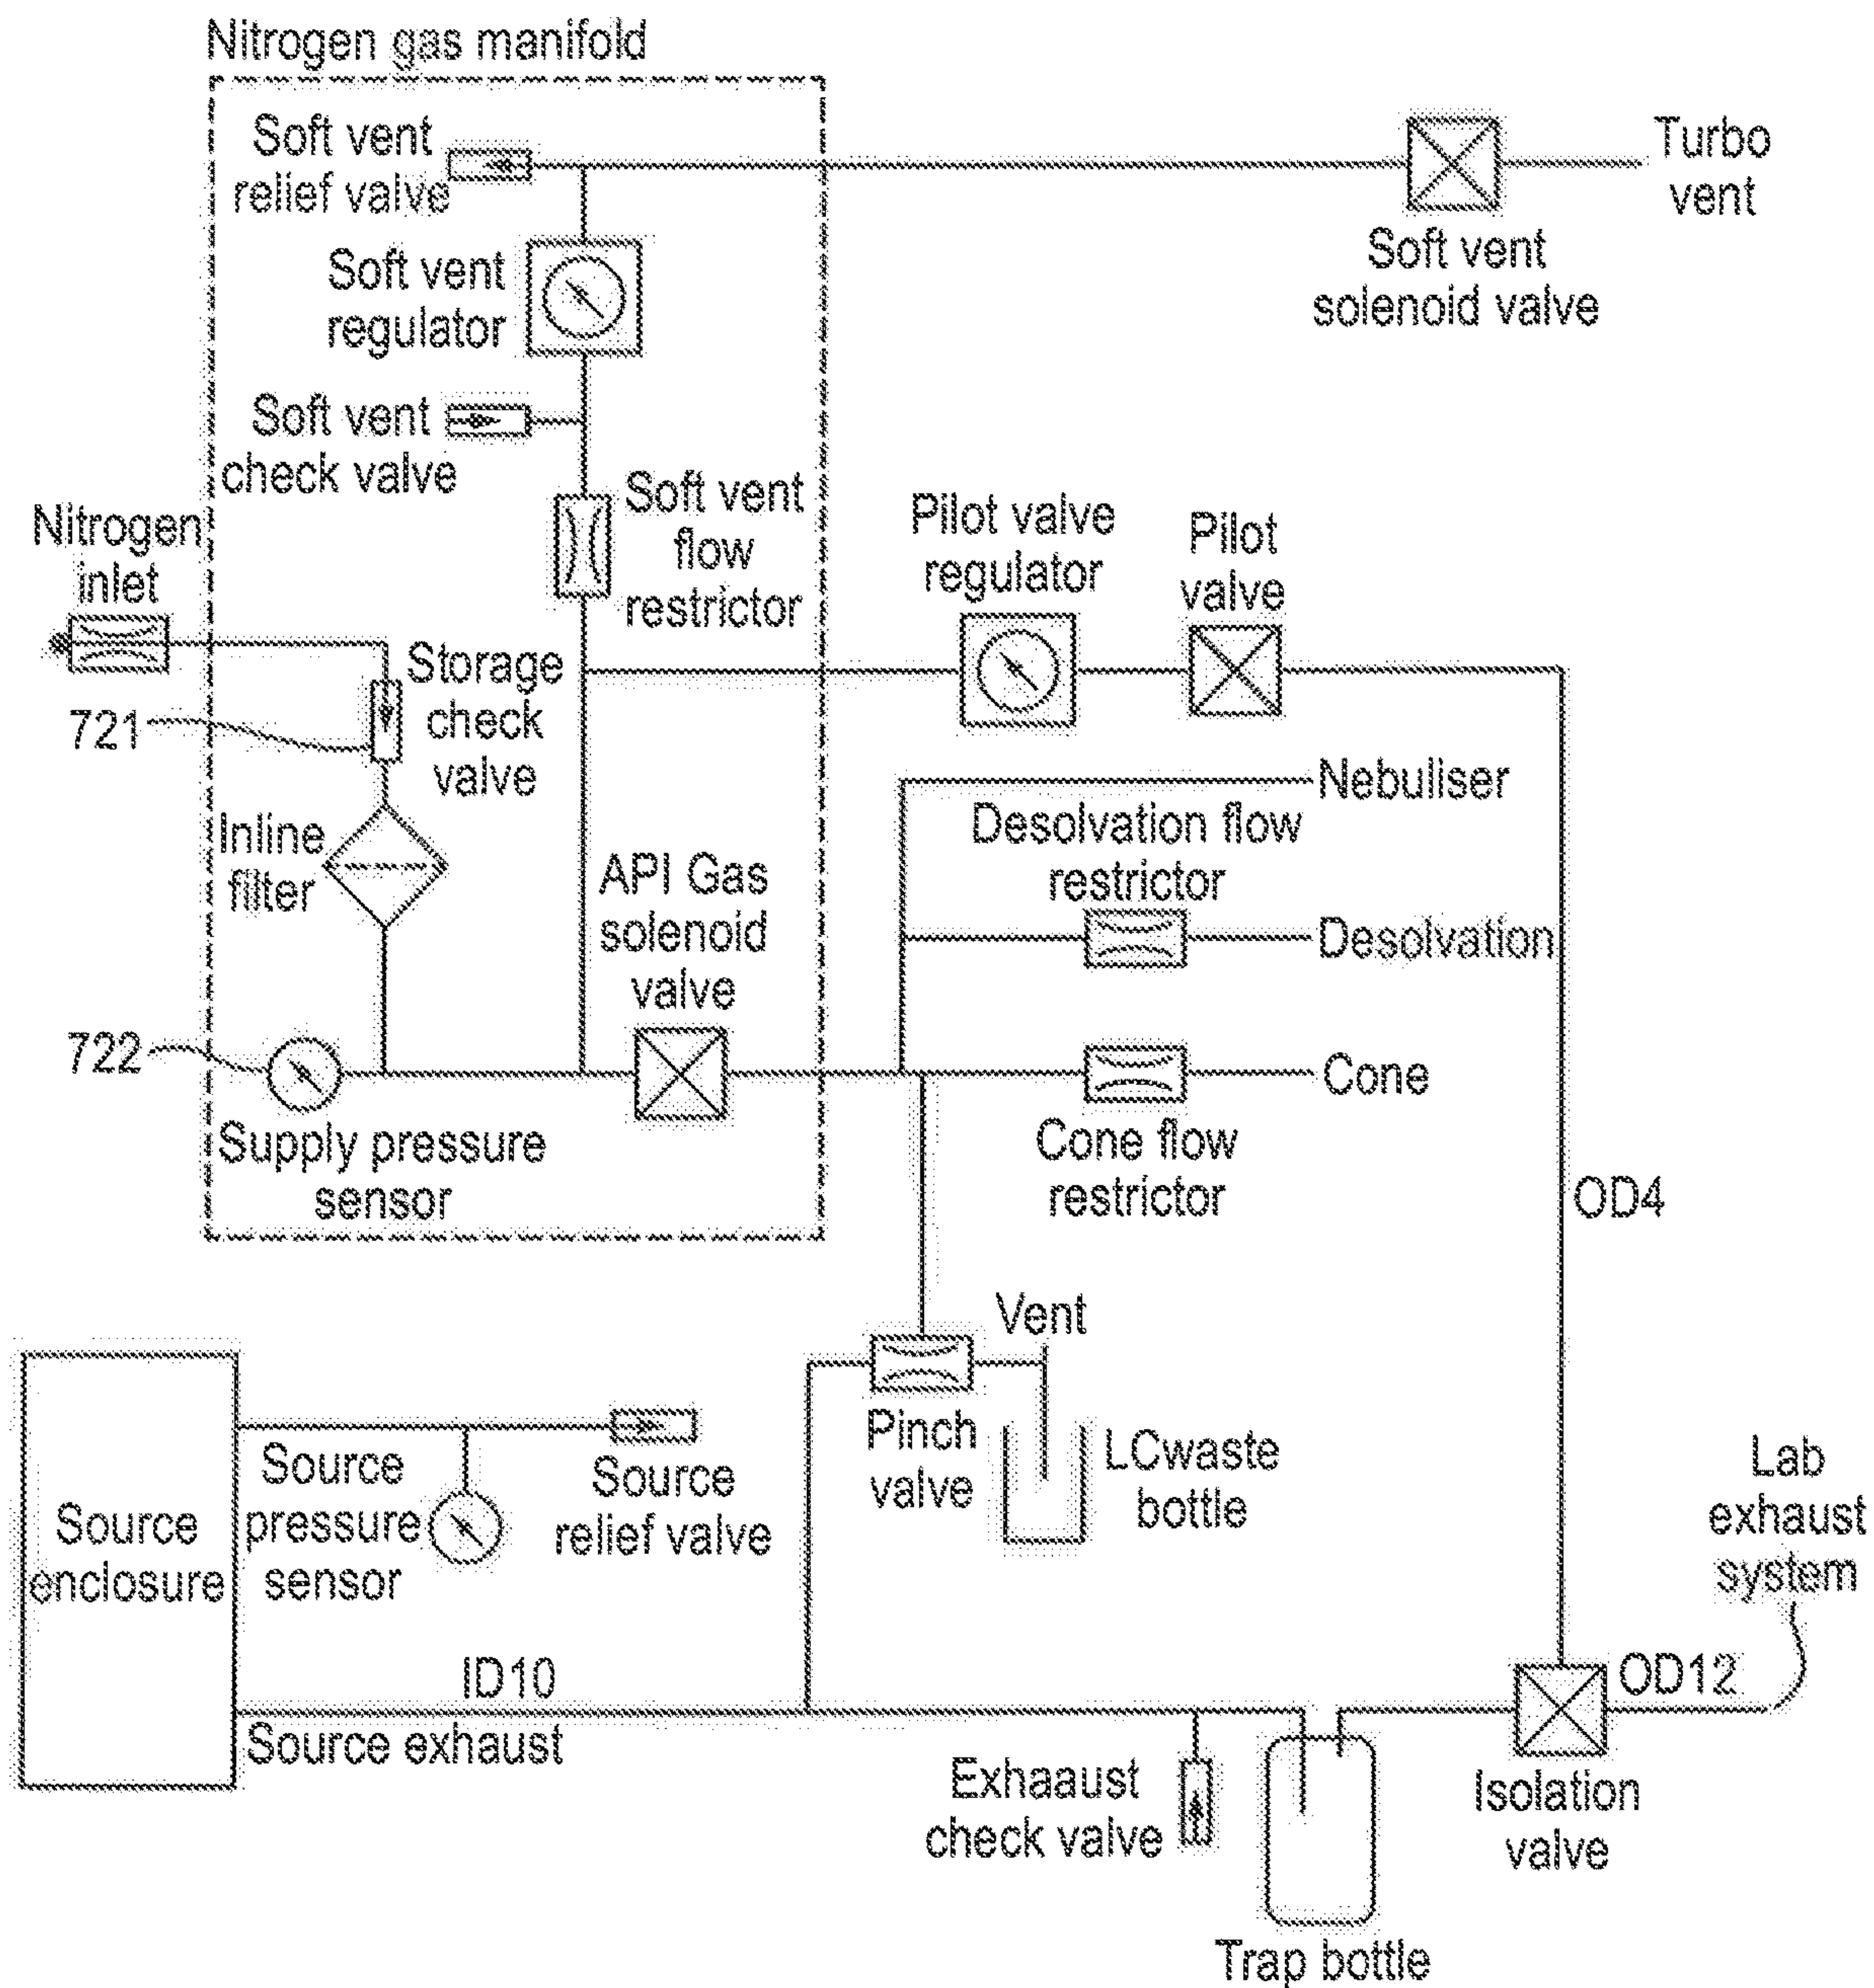 Nitrogen gas manifold
Soft vent
relief valve
Turbo
vent
Soft vent
solenoid valve
Soft vent
regulator
Soft vent
check valve
Soft vent
flow
restrictor
Nitrogen
inlet
Pilot valve
regulator
Pilot
valve
Storage
check
valve
721
Nebuliser
Inline
filter
Desolvation flow
restrictor
API Gas
solenoid
valve
Desolvation
722
Cone
Supply pressure
sensor
Cone flow
restrictor
OD4
Vent
Pinch
valve
LCwaste
bottle
Source
pressure
sensor
Source
relief valve
Source
enclosure
Lab
exhaust
system
ID10
Source exhaust
OD12
Exhaaust
check valve
Isolation
valve
Trap bottle